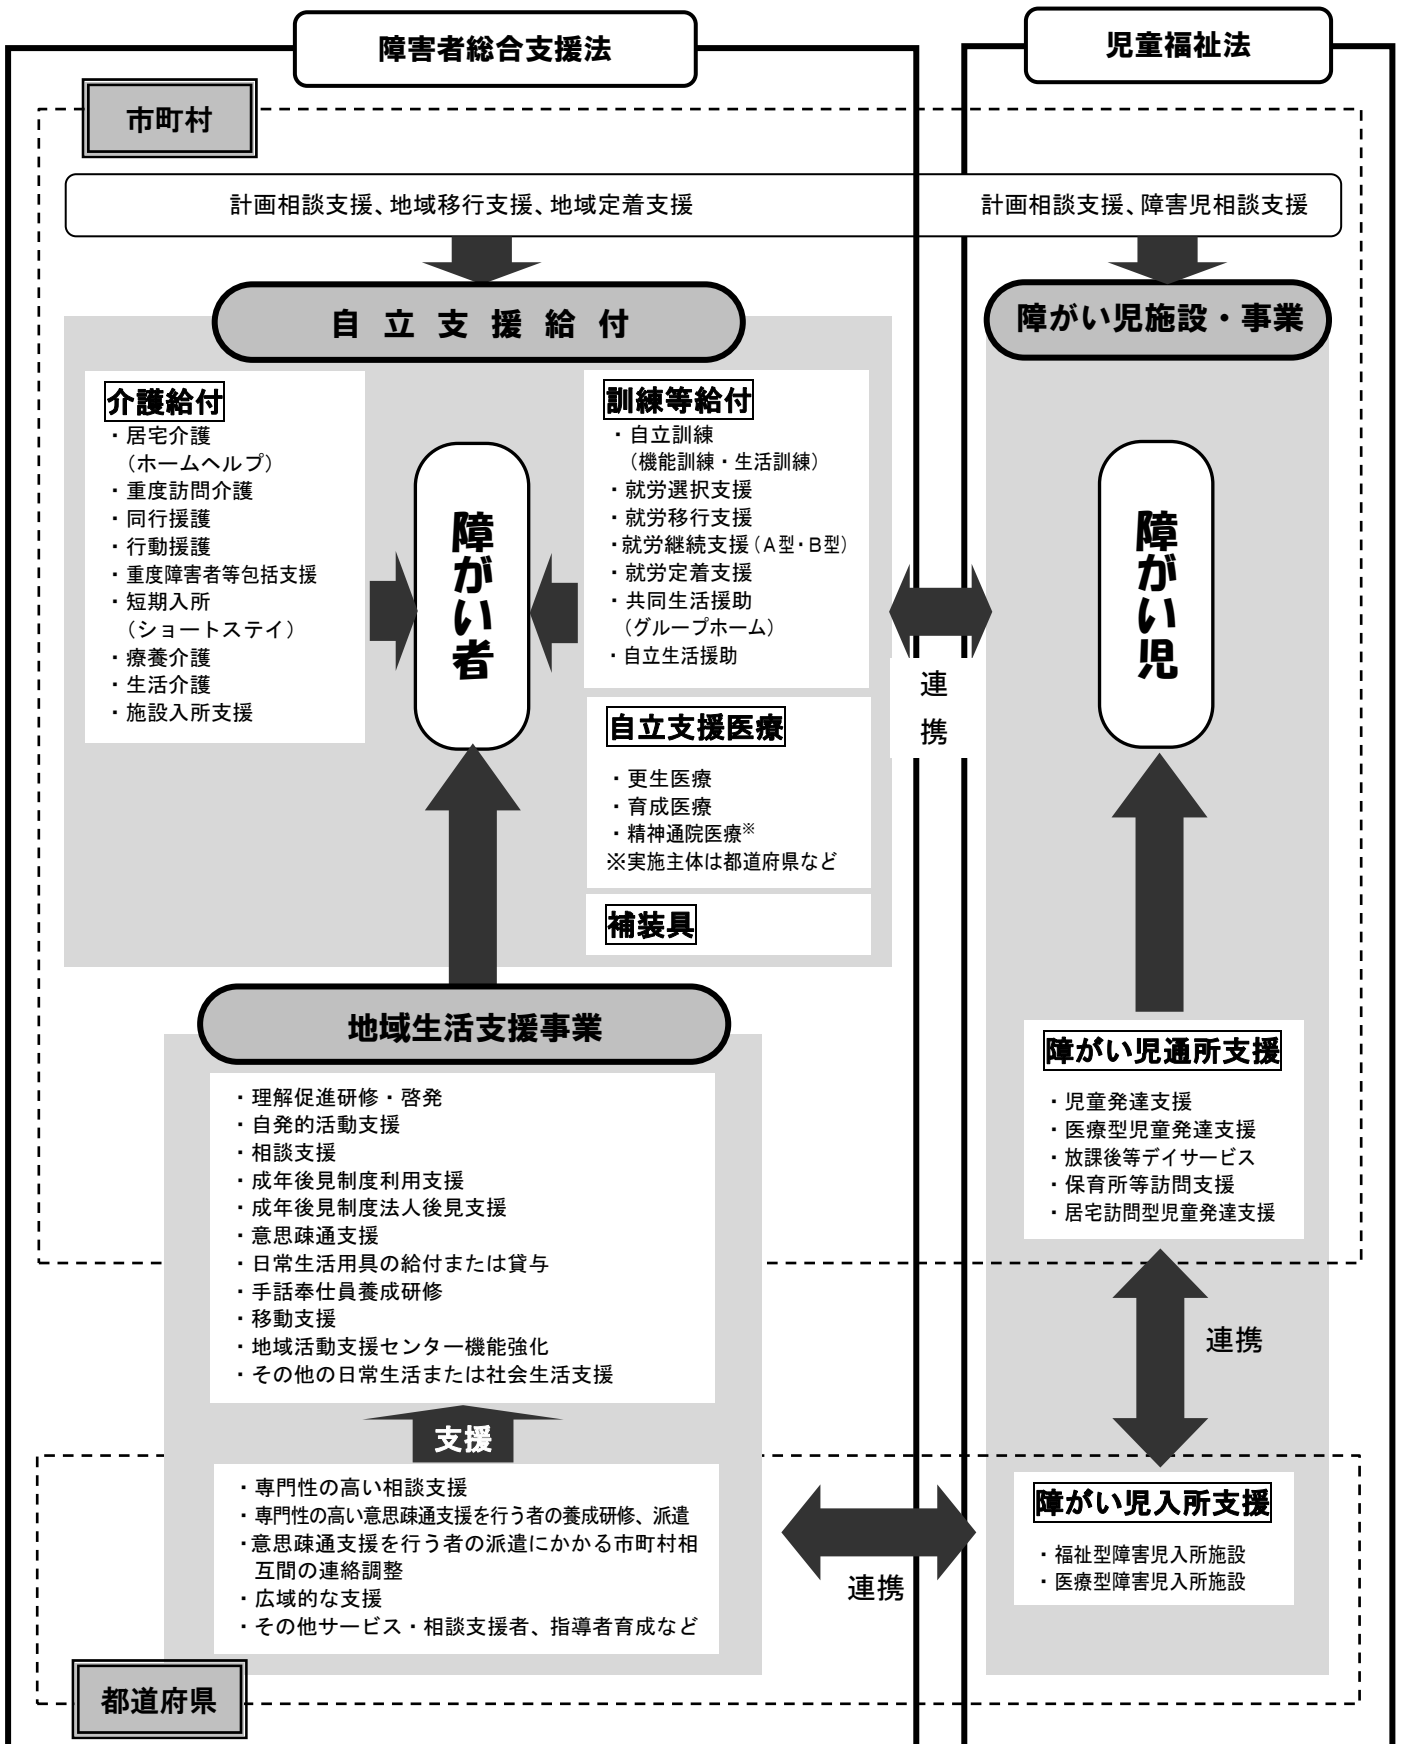 障害者総合支援法
児童福祉法
市町村
計画相談支援、地域移行支援、地域定着支援
計画相談支援、障害児相談支援
自立支援給付
障がい児施設・事業
介護給付
・居宅介護
（ホームヘルプ）
・重度訪問介護
・同行援護
・行動援護
・重度障害者等包括支援
・短期入所
（ショートステイ）
・療養介護
・生活介護
・施設入所支援
障がい者
訓練等給付
・自立訓練
（機能訓練・生活訓練）
・就労選択支援
・就労移行支援
・就労継続支援（A型・B型）
・就労定着支援
・共同生活援助
（グループホーム）
・自立生活援助
自立支援医療
・更生医療
・育成医療
・精神通院医療※
※実施主体は都道府県など
補装具
連
携
障がい児
地域生活支援事業
・理解促進研修・啓発
・自発的活動支援
・相談支援
・成年後見制度利用支援
・成年後見制度法人後見支援
・意思疎通支援
・日常生活用具の給付または貸与
・手話奉仕員養成研修
・移動支援
・地域活動支援センター機能強化
・その他の日常生活または社会生活支援
障がい児通所支援
・児童発達支援
・医療型児童発達支援
・放課後等デイサービス
・保育所等訪問支援
・居宅訪問型児童発達支援
連携
支援
・専門性の高い相談支援
・専門性の高い意思疎通支援を行う者の養成研修、派遣
・意思疎通支援を行う者の派遣にかかる市町村相
互間の連絡調整
・広域的な支援
・その他サービス・相談支援者、指導者育成など
連携
障がい児入所支援
・福祉型障害児入所施設
・医療型障害児入所施設
都道府県